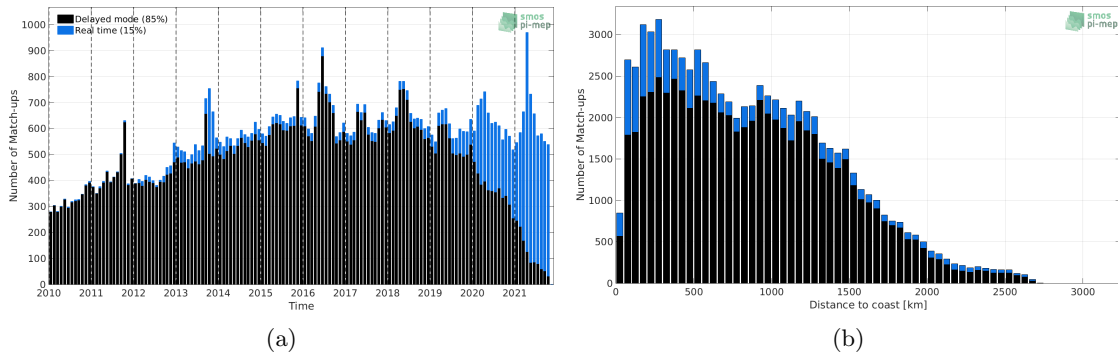 Delayed mode (85%)
Real time (15%)
smos
pi-mep
Number of Match-ups
1000
900
800
700
600
500
400
300
200
100
0
2010 2011 2012 2013 2014 2015 2016 2017 2018 2019 2020 2021
Time
(a)
smos
pi-mep
Number of Match-ups
3000
2500
2000
1500
1000
500
0
0 500 1000 1500 2000 2500 3000
Distance to coast [km]
(b)